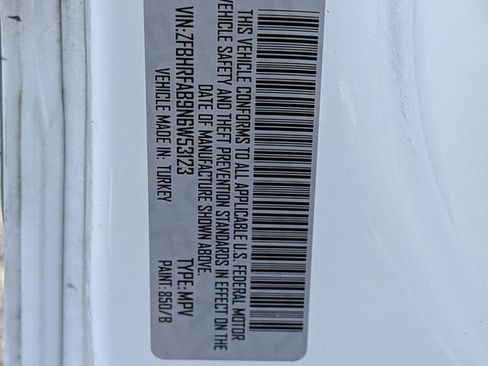 THIS VEHICLE CONFORMS TO ALL APPLICABLE U.S. FEDERAL MOTOR
VEHICLE SAFETY AND THEFT PREVENTION STANDARDS IN EFFECT ON THE
DATE OF MANUFACTURE SHOWN ABOVE.
VIN: ZFBHRFAB9N6W53123 TYPE: MPV
VEHICLE MADE IN: TURKEY PAINT: 850/B